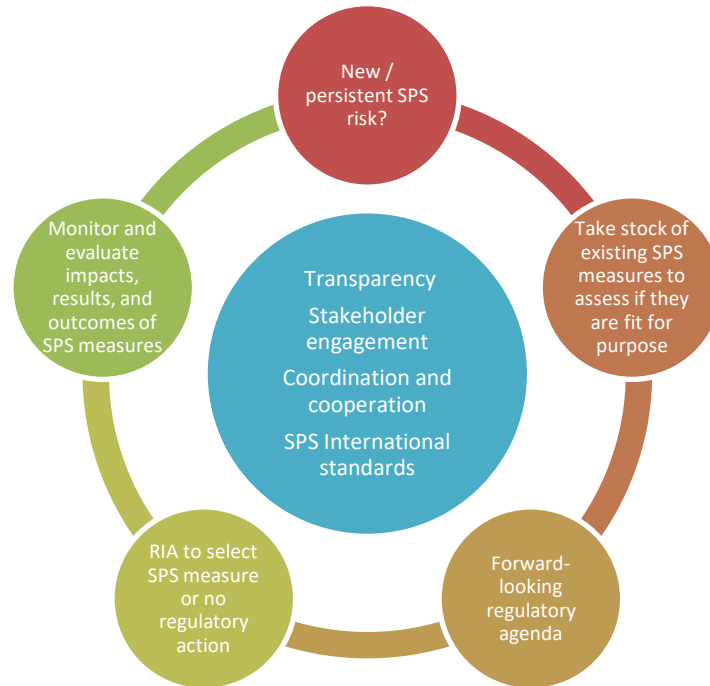 New /
persistent SPS
risk?
Take stock of
existing SPS
measures to
assess if they
are fit for
purpose
Forward-
looking
regulatory
agenda
RIA to select
SPS measure
or no
regulatory
action
Monitor and
evaluate
impacts,
results, and
outcomes of
SPS measures
Transparency
Stakeholder
engagement
Coordination and
cooperation
SPS International
standards